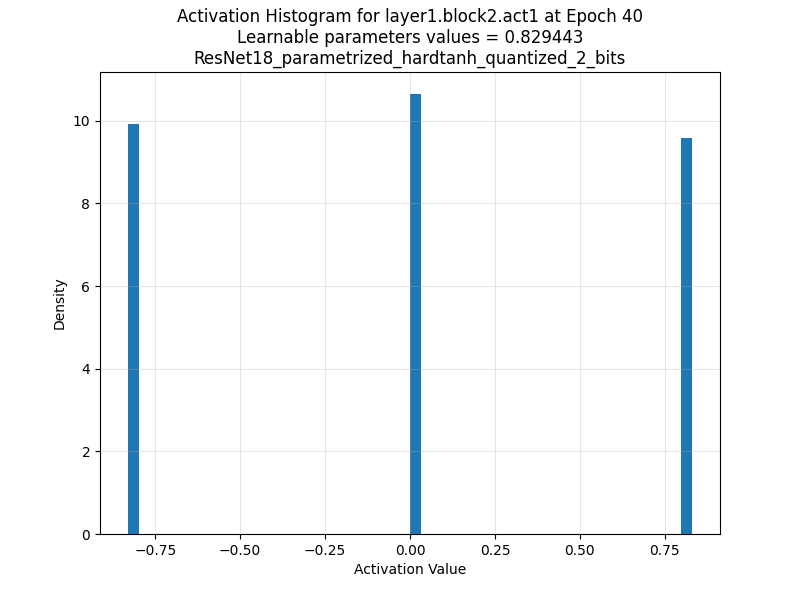 Activation Histogram for layer1.block2.act1 at Epoch 40
Learnable parameters values = 0.829443
ResNet18_parametrized_hardtanh_quantized_2_bits
10
8
6
4
2
0
Density
−0.75 −0.50 −0.25 0.00 0.25 0.50 0.75
Activation Value